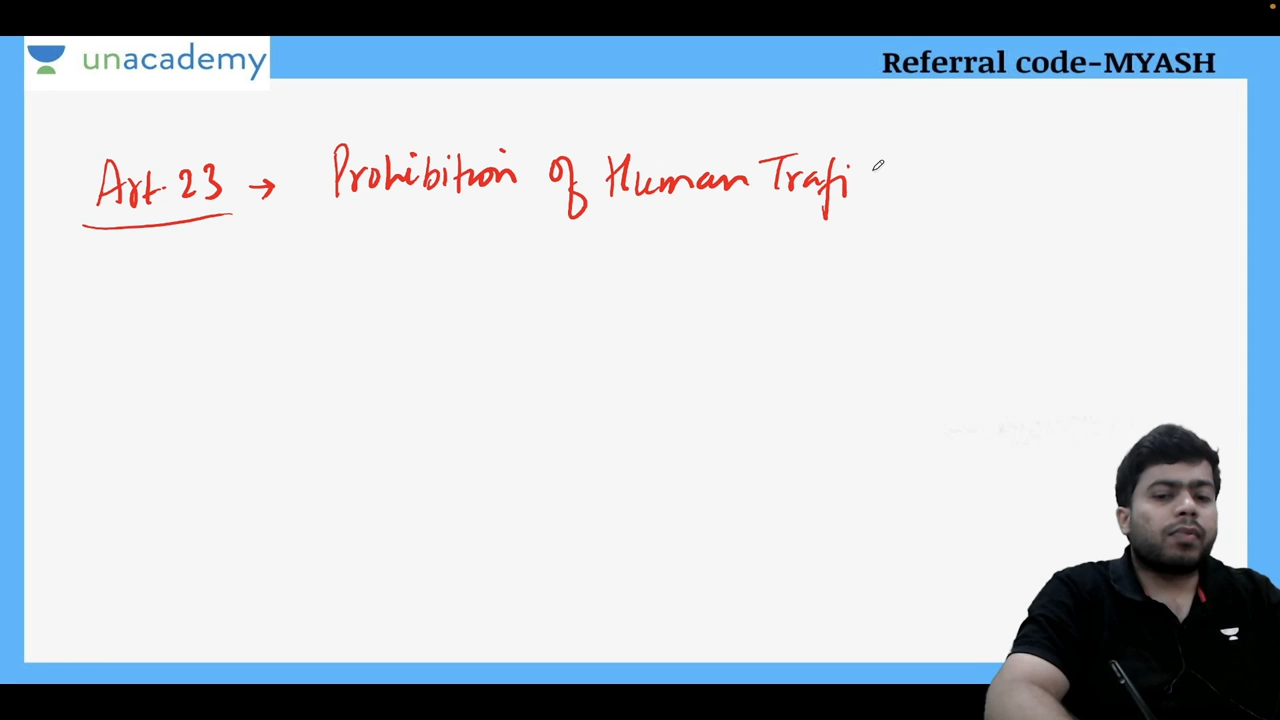 unacademy
Referral code-MYASH
Art. 23 → Prohibition of Human Trafi